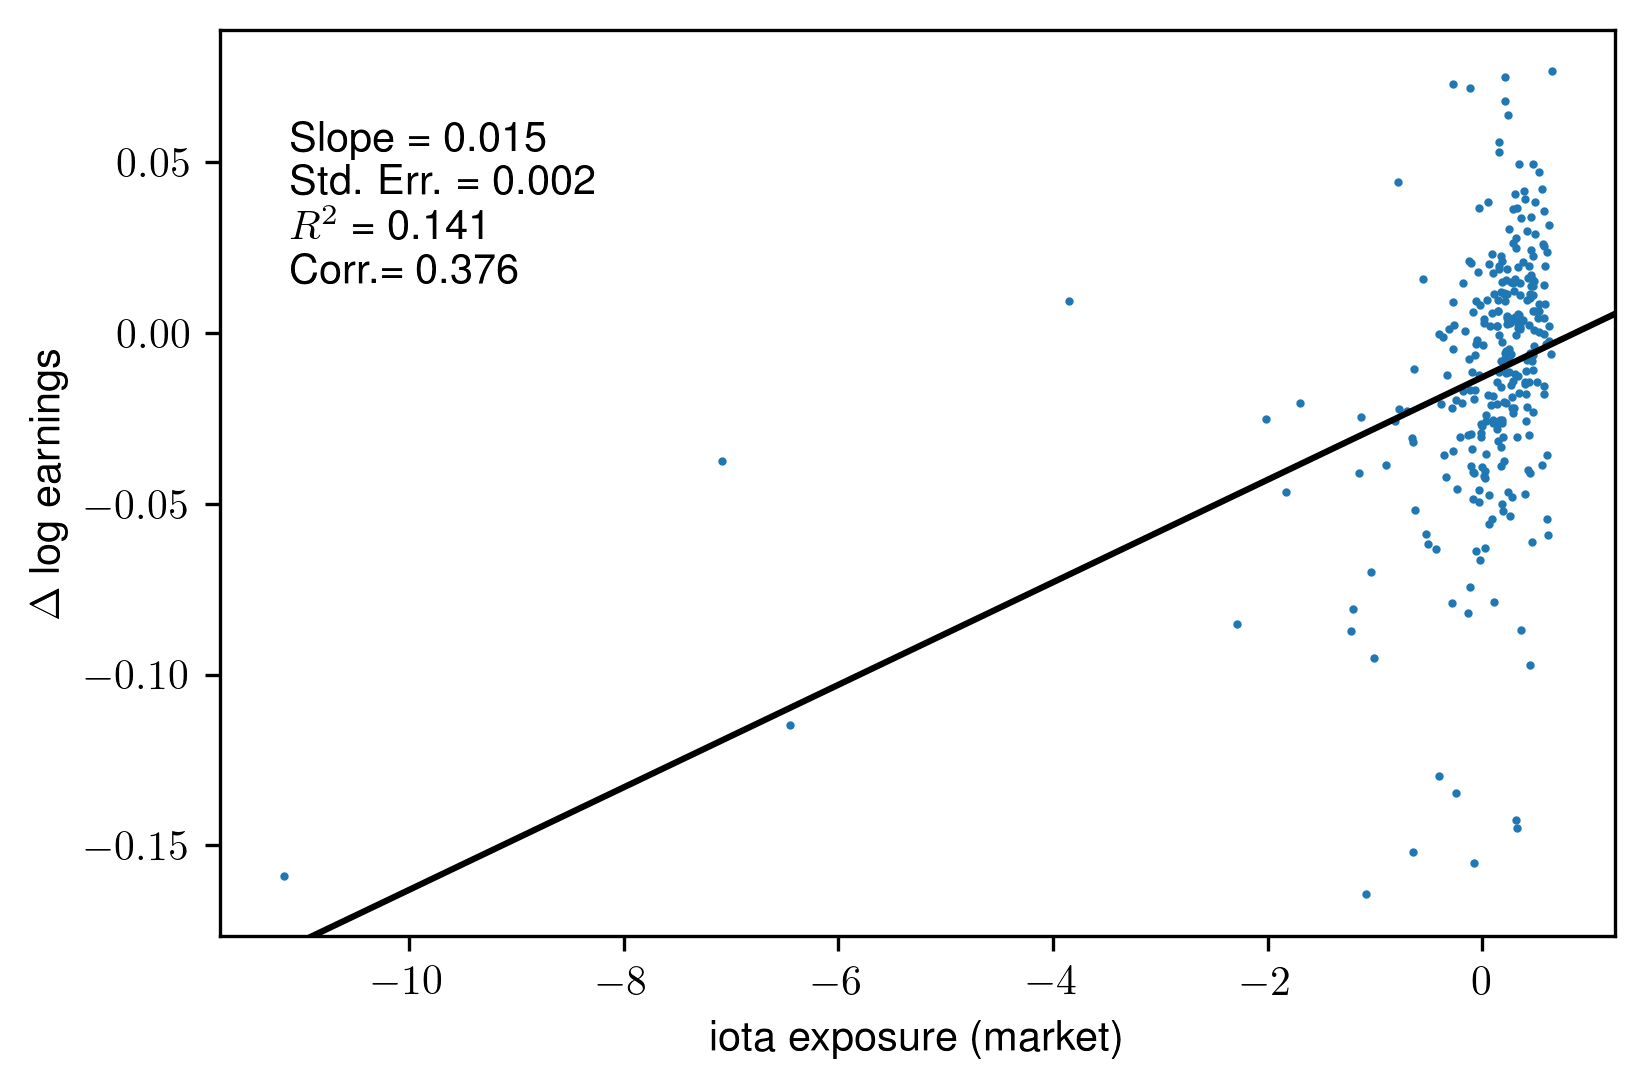 Slope = 0.015
Std. Err. = 0.002
R² = 0.141
Corr.= 0.376
0.05
0.00
−0.05
−0.10
−0.15
Δ log earnings
−10 −8 −6 −4 −2 0
iota exposure (market)